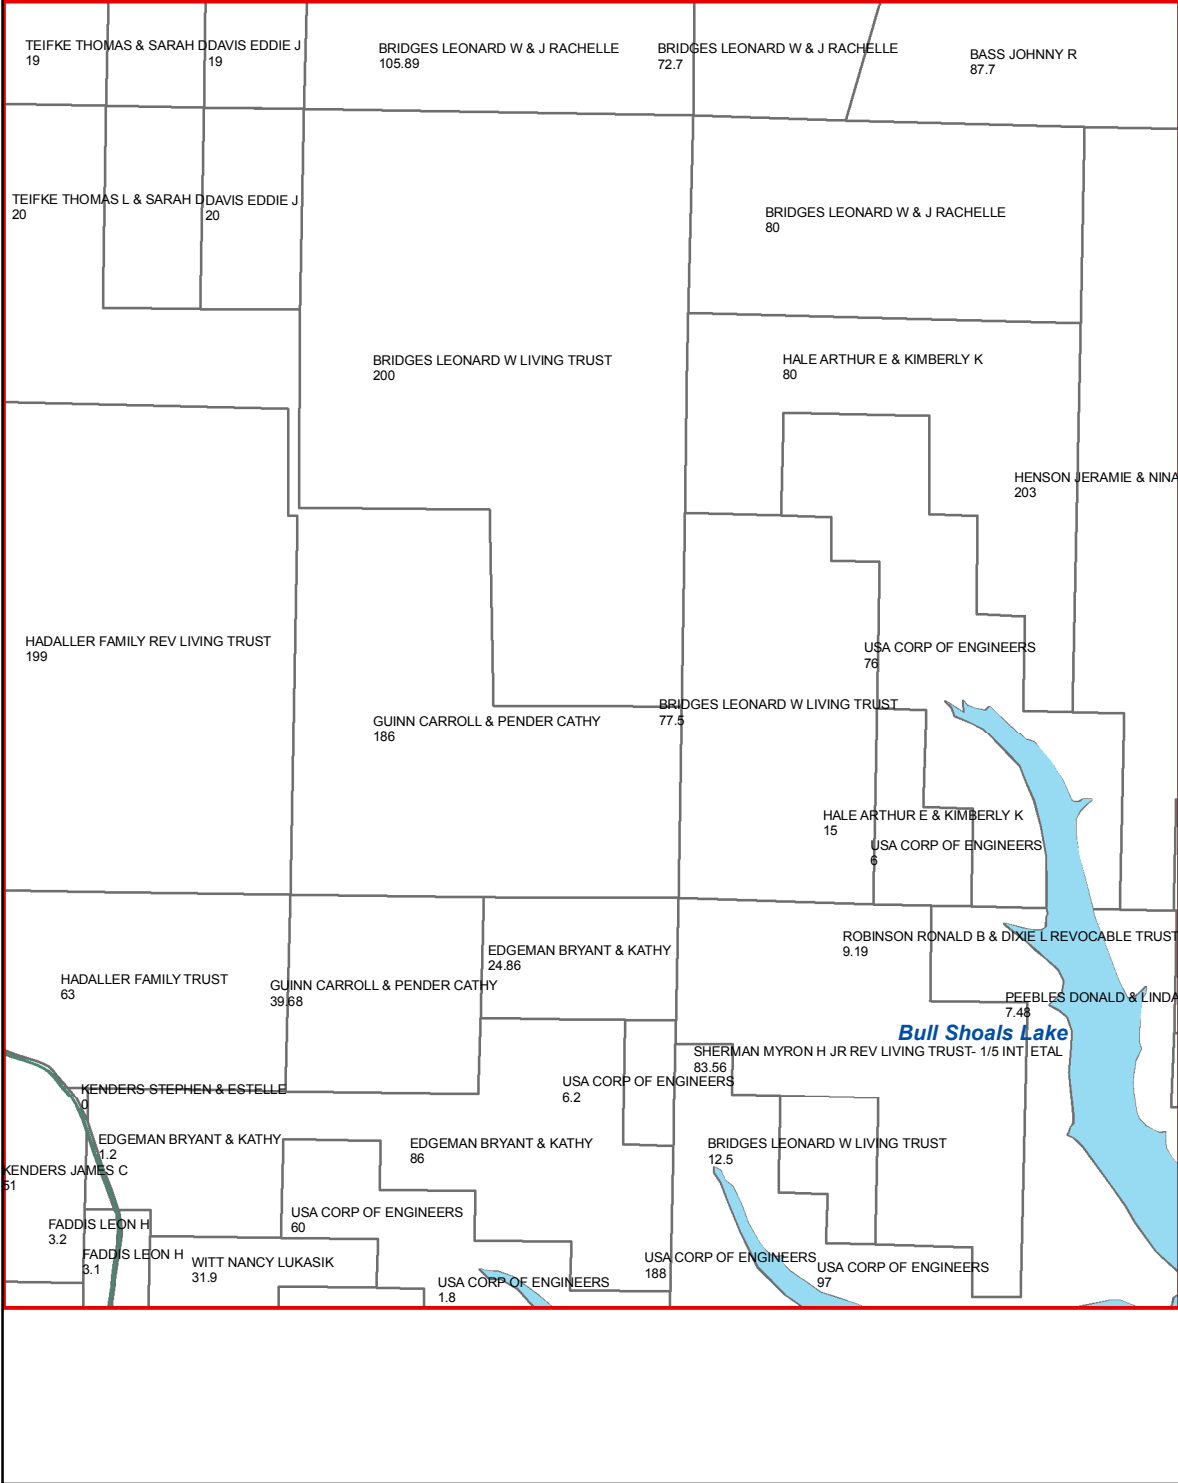 TEIFKE THOMAS & SARAH D
19
DAVIS EDDIE J
19
BRIDGES LEONARD W & J RACHELLE
105.89
BRIDGES LEONARD W & J RACHELLE
72.7
BASS JOHNNY R
87.7
TEIFKE THOMAS L & SARAH D
20
DAVIS EDDIE J
20
BRIDGES LEONARD W & J RACHELLE
80
BRIDGES LEONARD W LIVING TRUST
200
HALE ARTHUR E & KIMBERLY K
80
HENSON JERAMIE & NINA
203
HADALLER FAMILY REV LIVING TRUST
199
USA CORP OF ENGINEERS
76
BRIDGES LEONARD W LIVING TRUST
77.5
GUINN CARROLL & PENDER CATHY
186
HALE ARTHUR E & KIMBERLY K
15
USA CORP OF ENGINEERS
6
ROBINSON RONALD B & DIXIE L REVOCABLE TRUST
9.19
EDGEMAN BRYANT & KATHY
24.86
HADALLER FAMILY TRUST
63
GUINN CARROLL & PENDER CATHY
39.68
PEEBLES DONALD & LINDA
7.48
Bull Shoals Lake
SHERMAN MYRON H JR REV LIVING TRUST- 1/5 INT ETAL
83.56
USA CORP OF ENGINEERS
6.2
KENDERS STEPHEN & ESTELLE
0
EDGEMAN BRYANT & KATHY
1.2
EDGEMAN BRYANT & KATHY
86
BRIDGES LEONARD W LIVING TRUST
12.5
KENDERS JAMES C
51
USA CORP OF ENGINEERS
60
FADDIS LEON H
3.2
FADDIS LEON H
3.1
WITT NANCY LUKASIK
31.9
USA CORP OF ENGINEERS
188
USA CORP OF ENGINEERS
97
USA CORP OF ENGINEERS
1.8